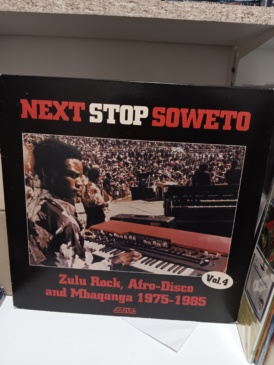 NEXT STOP SOWETO
Vol.4
Zulu Rock, Afro-Disco
and Mbaqanga 1975-1985